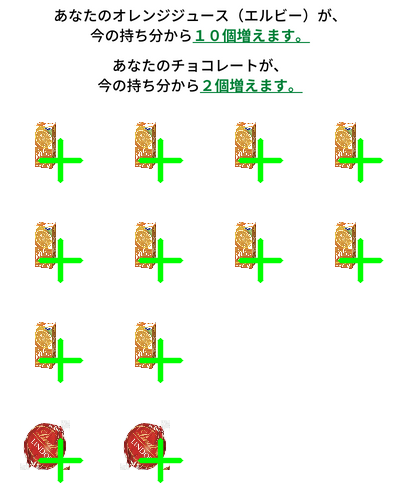 あなたのオレンジジュース（エルビー）が、
今の持ち分から１０個増えます。
あなたのチョコレートが、
今の持ち分から２個増えます。